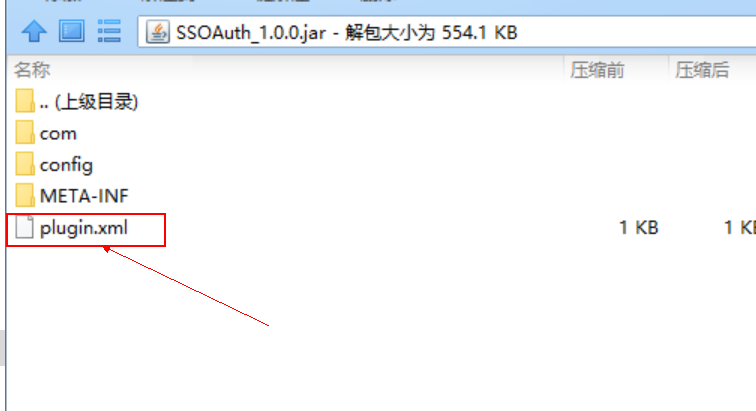 SSOAuth_1.0.0.jar - 解包大小为 554.1 KB
名称 压缩前 压缩后
.. (上级目录)
com
config
META-INF
plugin.xml 1 KB 1 KB